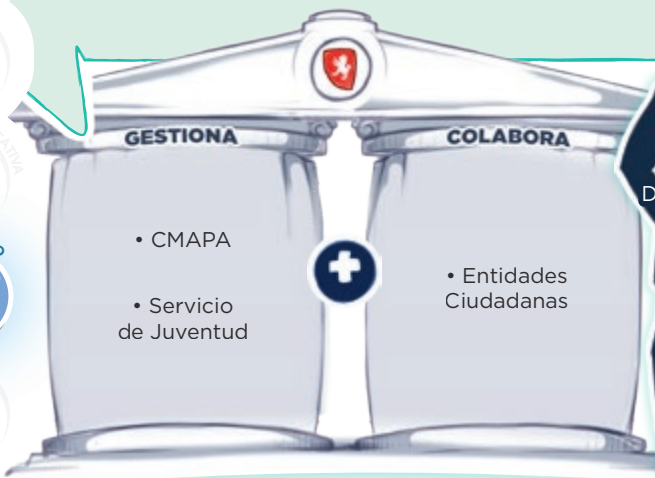 GESTIONA
COLABORA
• CMAPA
• Servicio
de Juventud
• Entidades
Ciudadanas